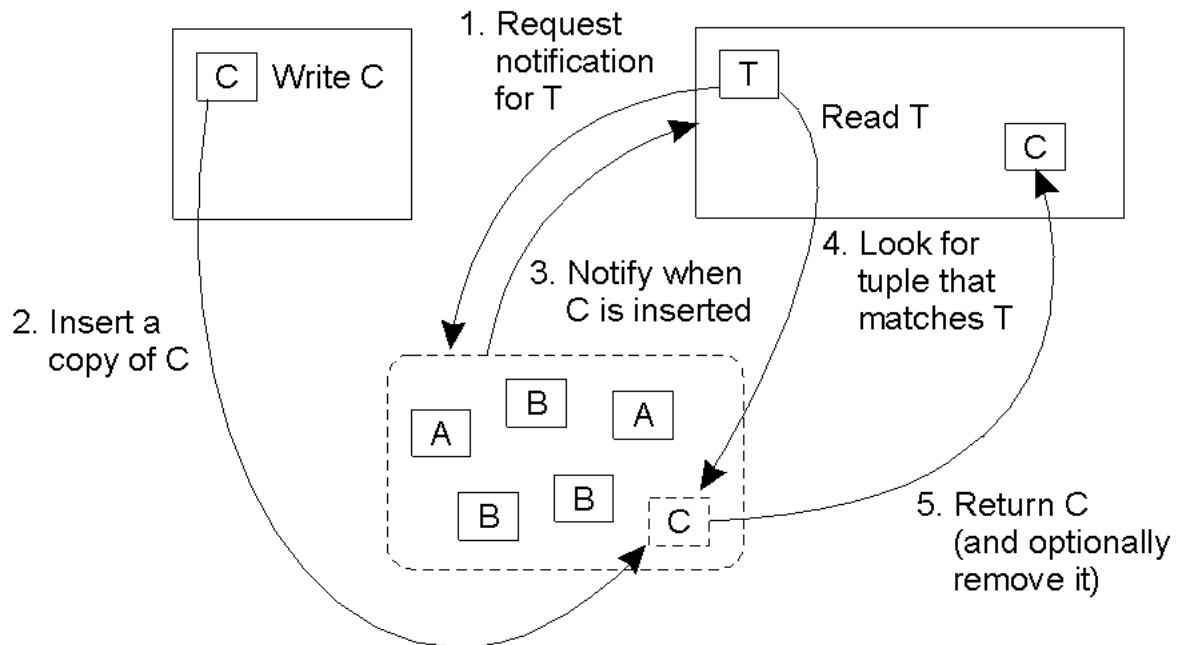 1. Request
notification
for T
C
Write C
T
Read T
C
4. Look for
tuple that
matches T
3. Notify when
C is inserted
2. Insert a
copy of C
A
B
A
B
B
C
5. Return C
(and optionally
remove it)